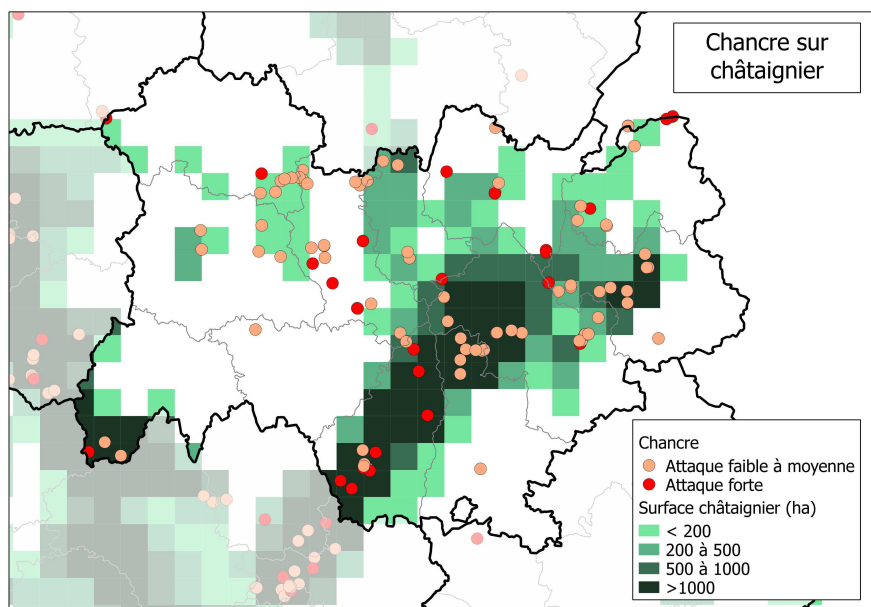 Chancre sur
châtaignier
Chancre
Attaque faible à moyenne
Attaque forte
Surface châtaignier (ha)
< 200
200 à 500
500 à 1000
>1000